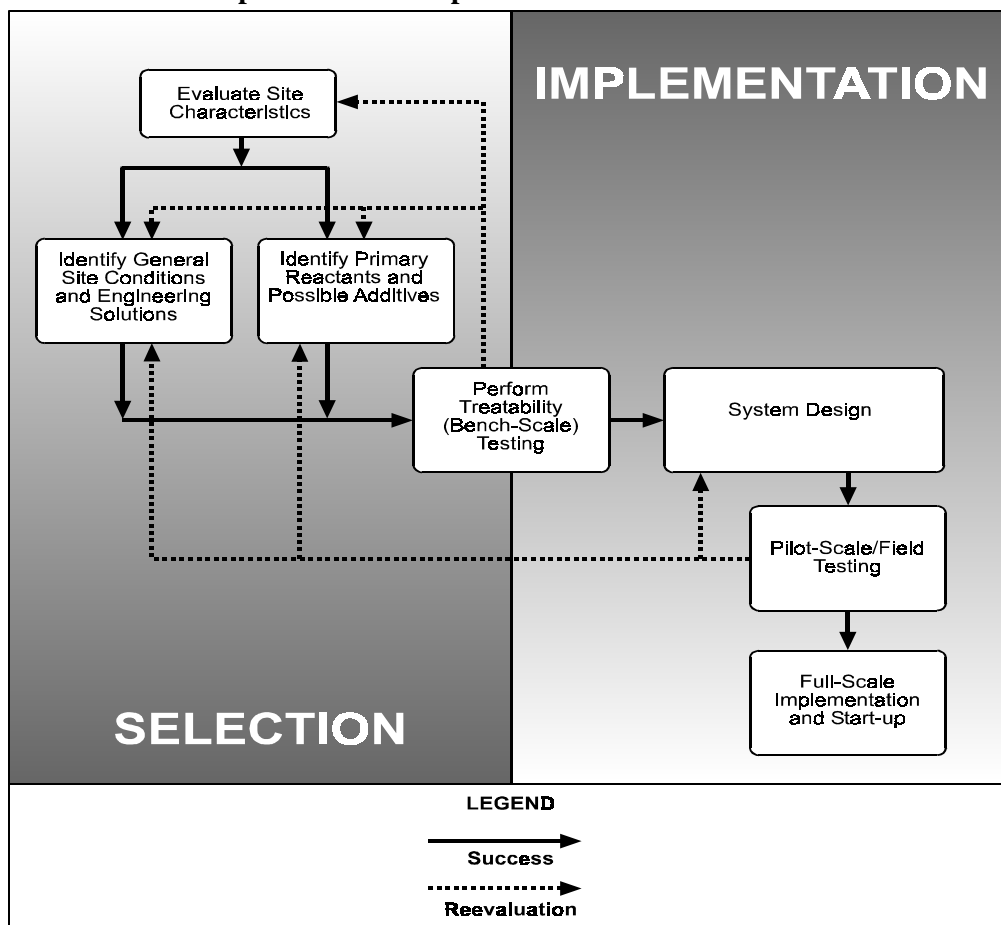 Evaluate Site
Characteristics
IMPLEMENTATION
Identify General
Site Conditions
and Engineering
Solutions
Identify Primary
Reactants and
Possible Additives
Perform
Treatability
(Bench-Scale)
Testing
System Design
Pilot-Scale/Field
Testing
Full-Scale
Implementation
and Start-up
SELECTION
LEGEND
Success
Reevaluation